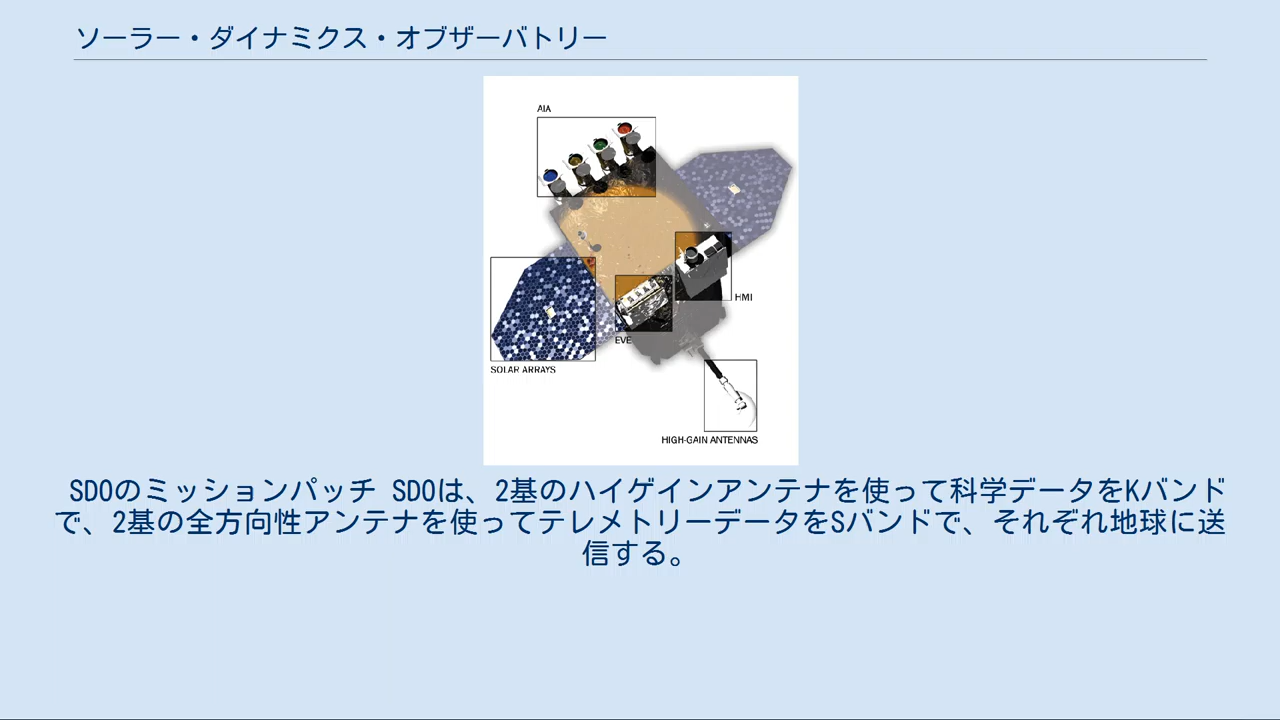 ソーラー・ダイナミクス・オブザーバトリー
AIA
HMI
EVE
SOLAR ARRAYS
HIGH-GAIN ANTENNAS
SDOのミッションパッチ SDOは、2基のハイゲインアンテナを使って科学データをKバンド
で、2基の全方向性アンテナを使ってテレメトリーデータをSバンドで、それぞれ地球に送
信する。